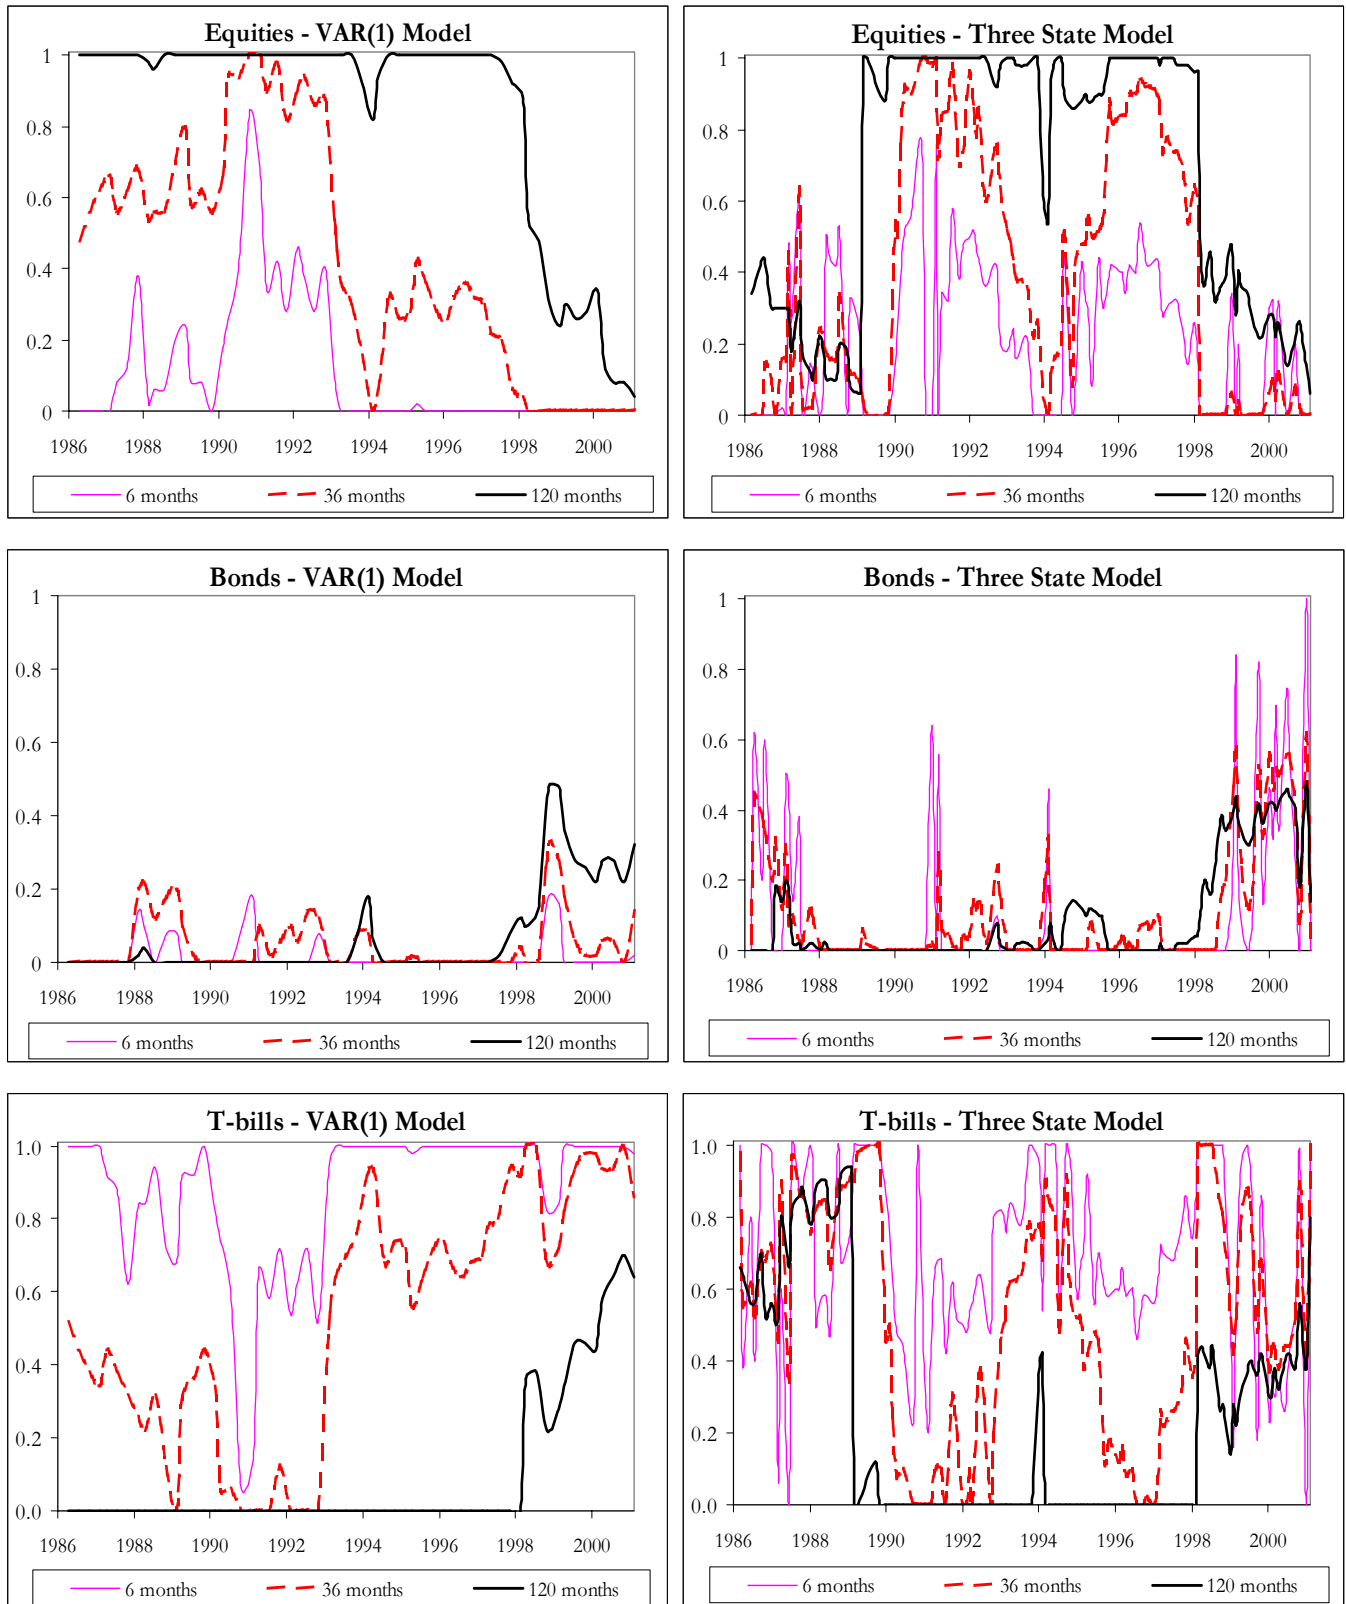 Equities - VAR(1) Model
1
0.8
0.6
0.4
0.2
0
1986 1988 1990 1992 1994 1996 1998 2000
6 months 36 months 120 months
Equities - Three State Model
1
0.8
0.6
0.4
0.2
0
1986 1988 1990 1992 1994 1996 1998 2000
6 months 36 months 120 months
Bonds - VAR(1) Model
1
0.8
0.6
0.4
0.2
0
1986 1988 1990 1992 1994 1996 1998 2000
6 months 36 months 120 months
Bonds - Three State Model
1
0.8
0.6
0.4
0.2
0
1986 1988 1990 1992 1994 1996 1998 2000
6 months 36 months 120 months
T-bills - VAR(1) Model
1.0
0.8
0.6
0.4
0.2
0.0
1986 1988 1990 1992 1994 1996 1998 2000
6 months 36 months 120 months
T-bills - Three State Model
1.0
0.8
0.6
0.4
0.2
0.0
1986 1988 1990 1992 1994 1996 1998 2000
6 months 36 months 120 months